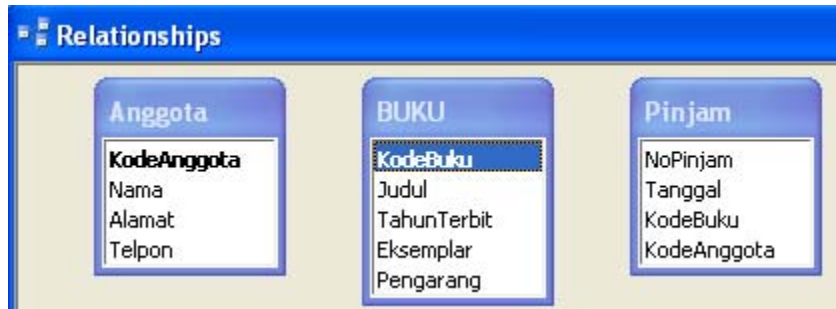 Relationships
Anggota
KodeAnggota
Nama
Alamat
Telpon
BUKU
KodeBuku
Judul
TahunTerbit
Eksemplar
Pengarang
Pinjam
NoPinjam
Tanggal
KodeBuku
KodeAnggota